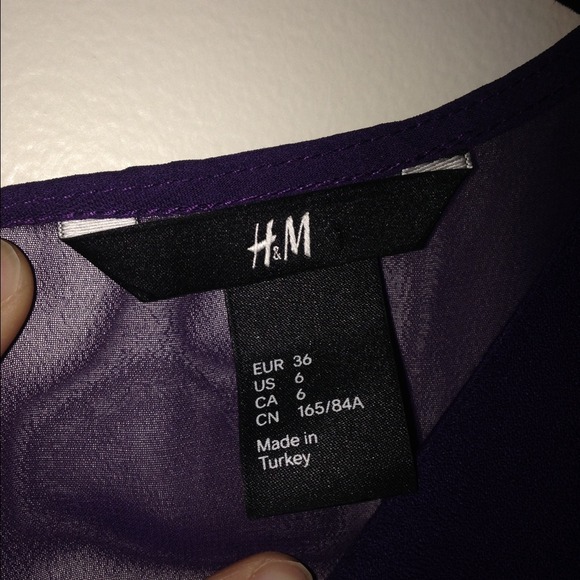 H&M
EUR 36
US 6
CA 6
CN 165/84A
Made in
Turkey